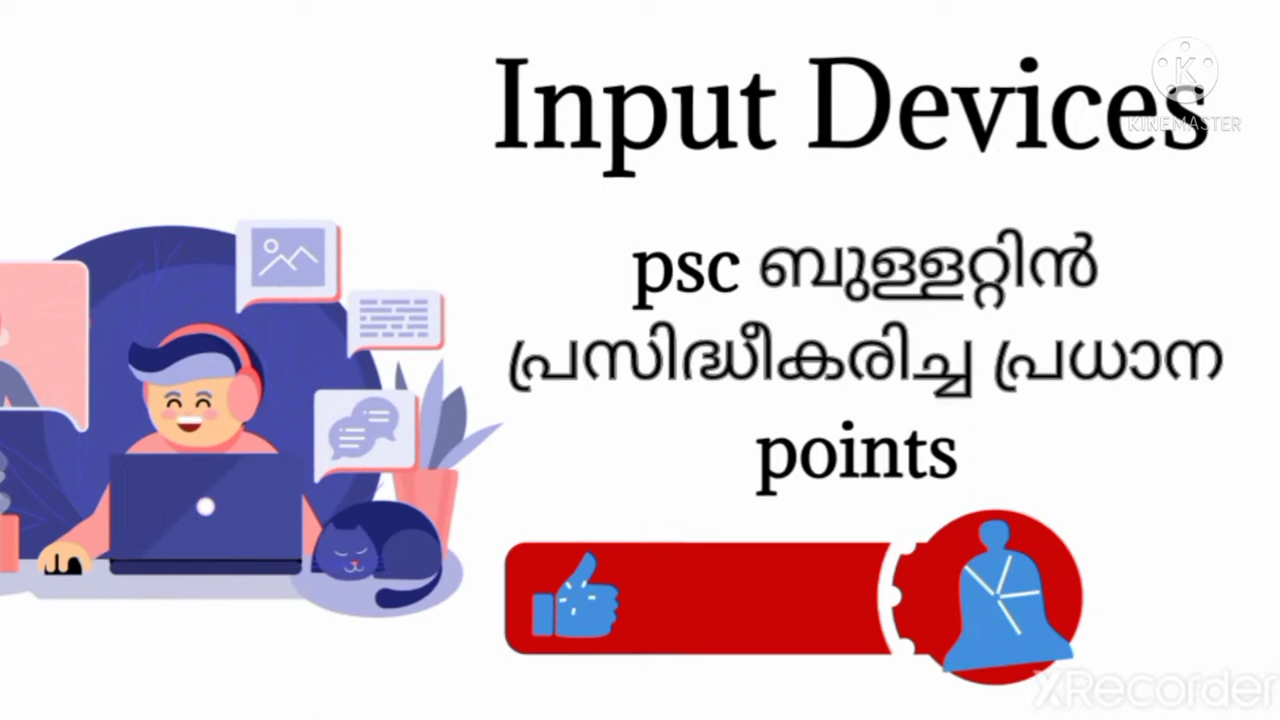 Input Devices
K
KINEMASTER
psc ബുള്ളറ്റിൻ
പ്രസിദ്ധീകരിച്ച പ്രധാന
points
XRecorder